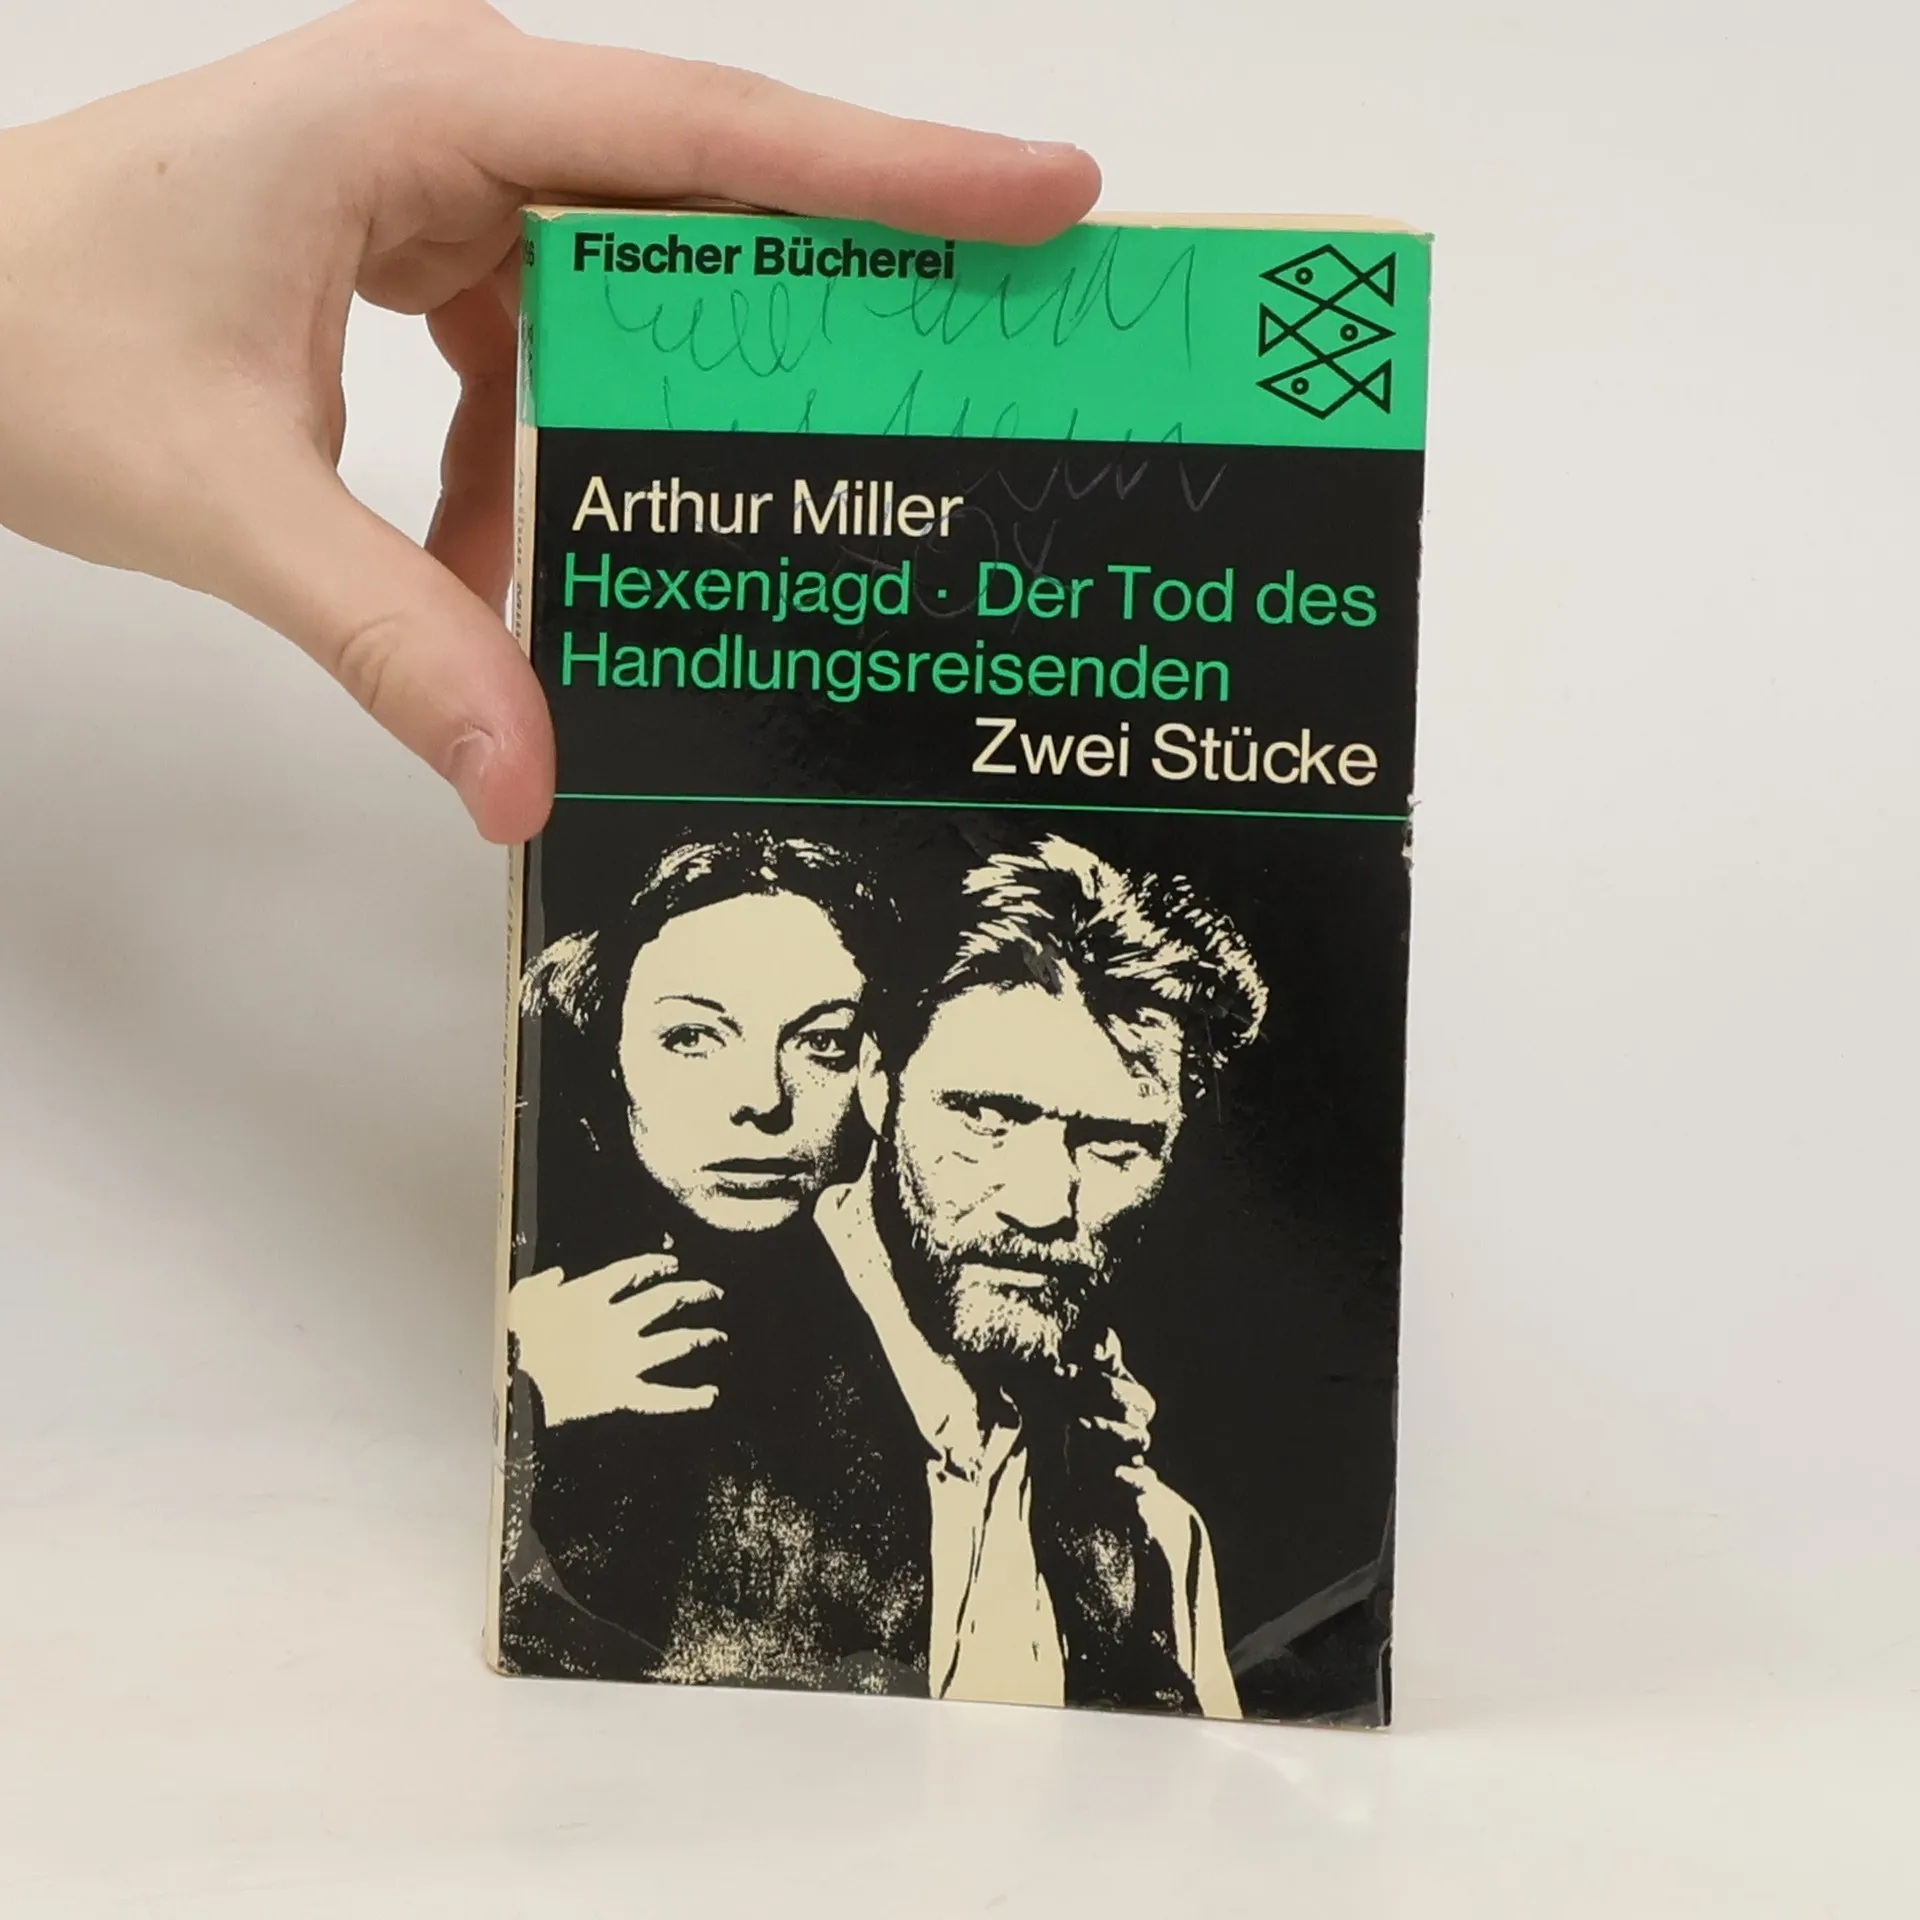 Fischer Bücherei
Arthur Miller
Hexenjagd · Der Tod des
Handlungsreisenden
Zwei Stücke